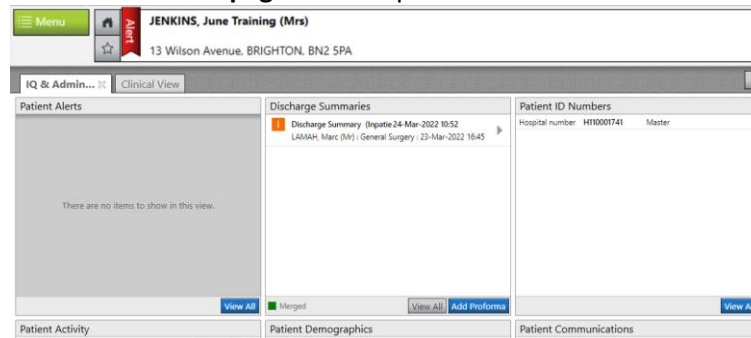 Menu
Alert
JENKINS, June Training (Mrs)
13 Wilson Avenue, BRIGHTON, BN2 5PA
IQ & Admin...
Clinical View
Patient Alerts
There are no items to show in this view.
View All
Discharge Summaries
Discharge Summary (Inpatie 24-Mar-2022 10:52
LAMAH, Marc (Mr) : General Surgery : 23-Mar-2022 16:45
Merged
View All
Add Proforma
Patient ID Numbers
Hospital number H110001741 Master
View A
Patient Activity
Patient Demographics
Patient Communications